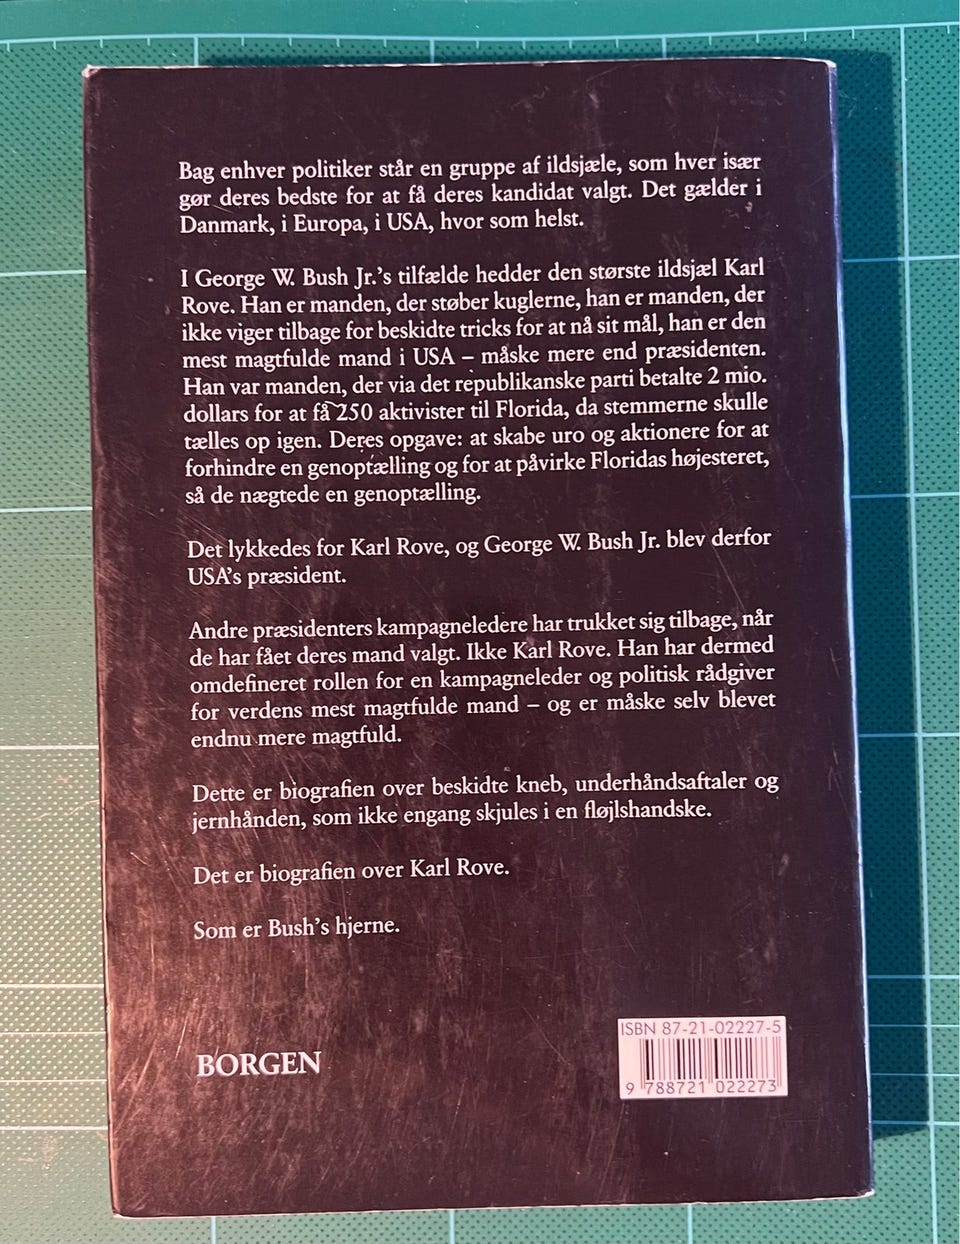 Bag enhver politiker står en gruppe af ildsjæle, som hver især
gør deres bedste for at få deres kandidat valgt. Det gælder i
Danmark, i Europa, i USA, hvor som helst.
I George W. Bush Jr.'s tilfælde hedder den største ildsjæl Karl
Rove. Han er manden, der støber kuglerne, han er manden, der
ikke viger tilbage for beskidte tricks for at nå sit mål, han er den
mest magtfulde mand i USA – måske mere end præsidenten.
Han var manden, der via det republikanske parti betalte 2 mio.
dollars for at få 250 aktivister til Florida, da stemmerne skulle
tælles op igen. Deres opgave: at skabe uro og aktionere for at
forhindre en genoptælling og for at påvirke Floridas højesteret,
så de nægtede en genoptælling.
Det lykkedes for Karl Rove, og George W. Bush Jr. blev derfor
USA's præsident.
Andre præsidenters kampagneledere har trukket sig tilbage, når
de har fået deres mand valgt. Ikke Karl Rove. Han har dermed
omdefineret rollen for en kampagneleder og politisk rådgiver
for verdens mest magtfulde mand – og er måske selv blevet
endnu mere magtfuld.
Dette er biografien over beskidte kneb, underhåndsaftaler og
jernhånden, som ikke engang skjules i en fløjlshandske.
Det er biografien over Karl Rove.
Som er Bush's hjerne.
ISBN 87-21-02227-5
BORGEN
9 788721 022273